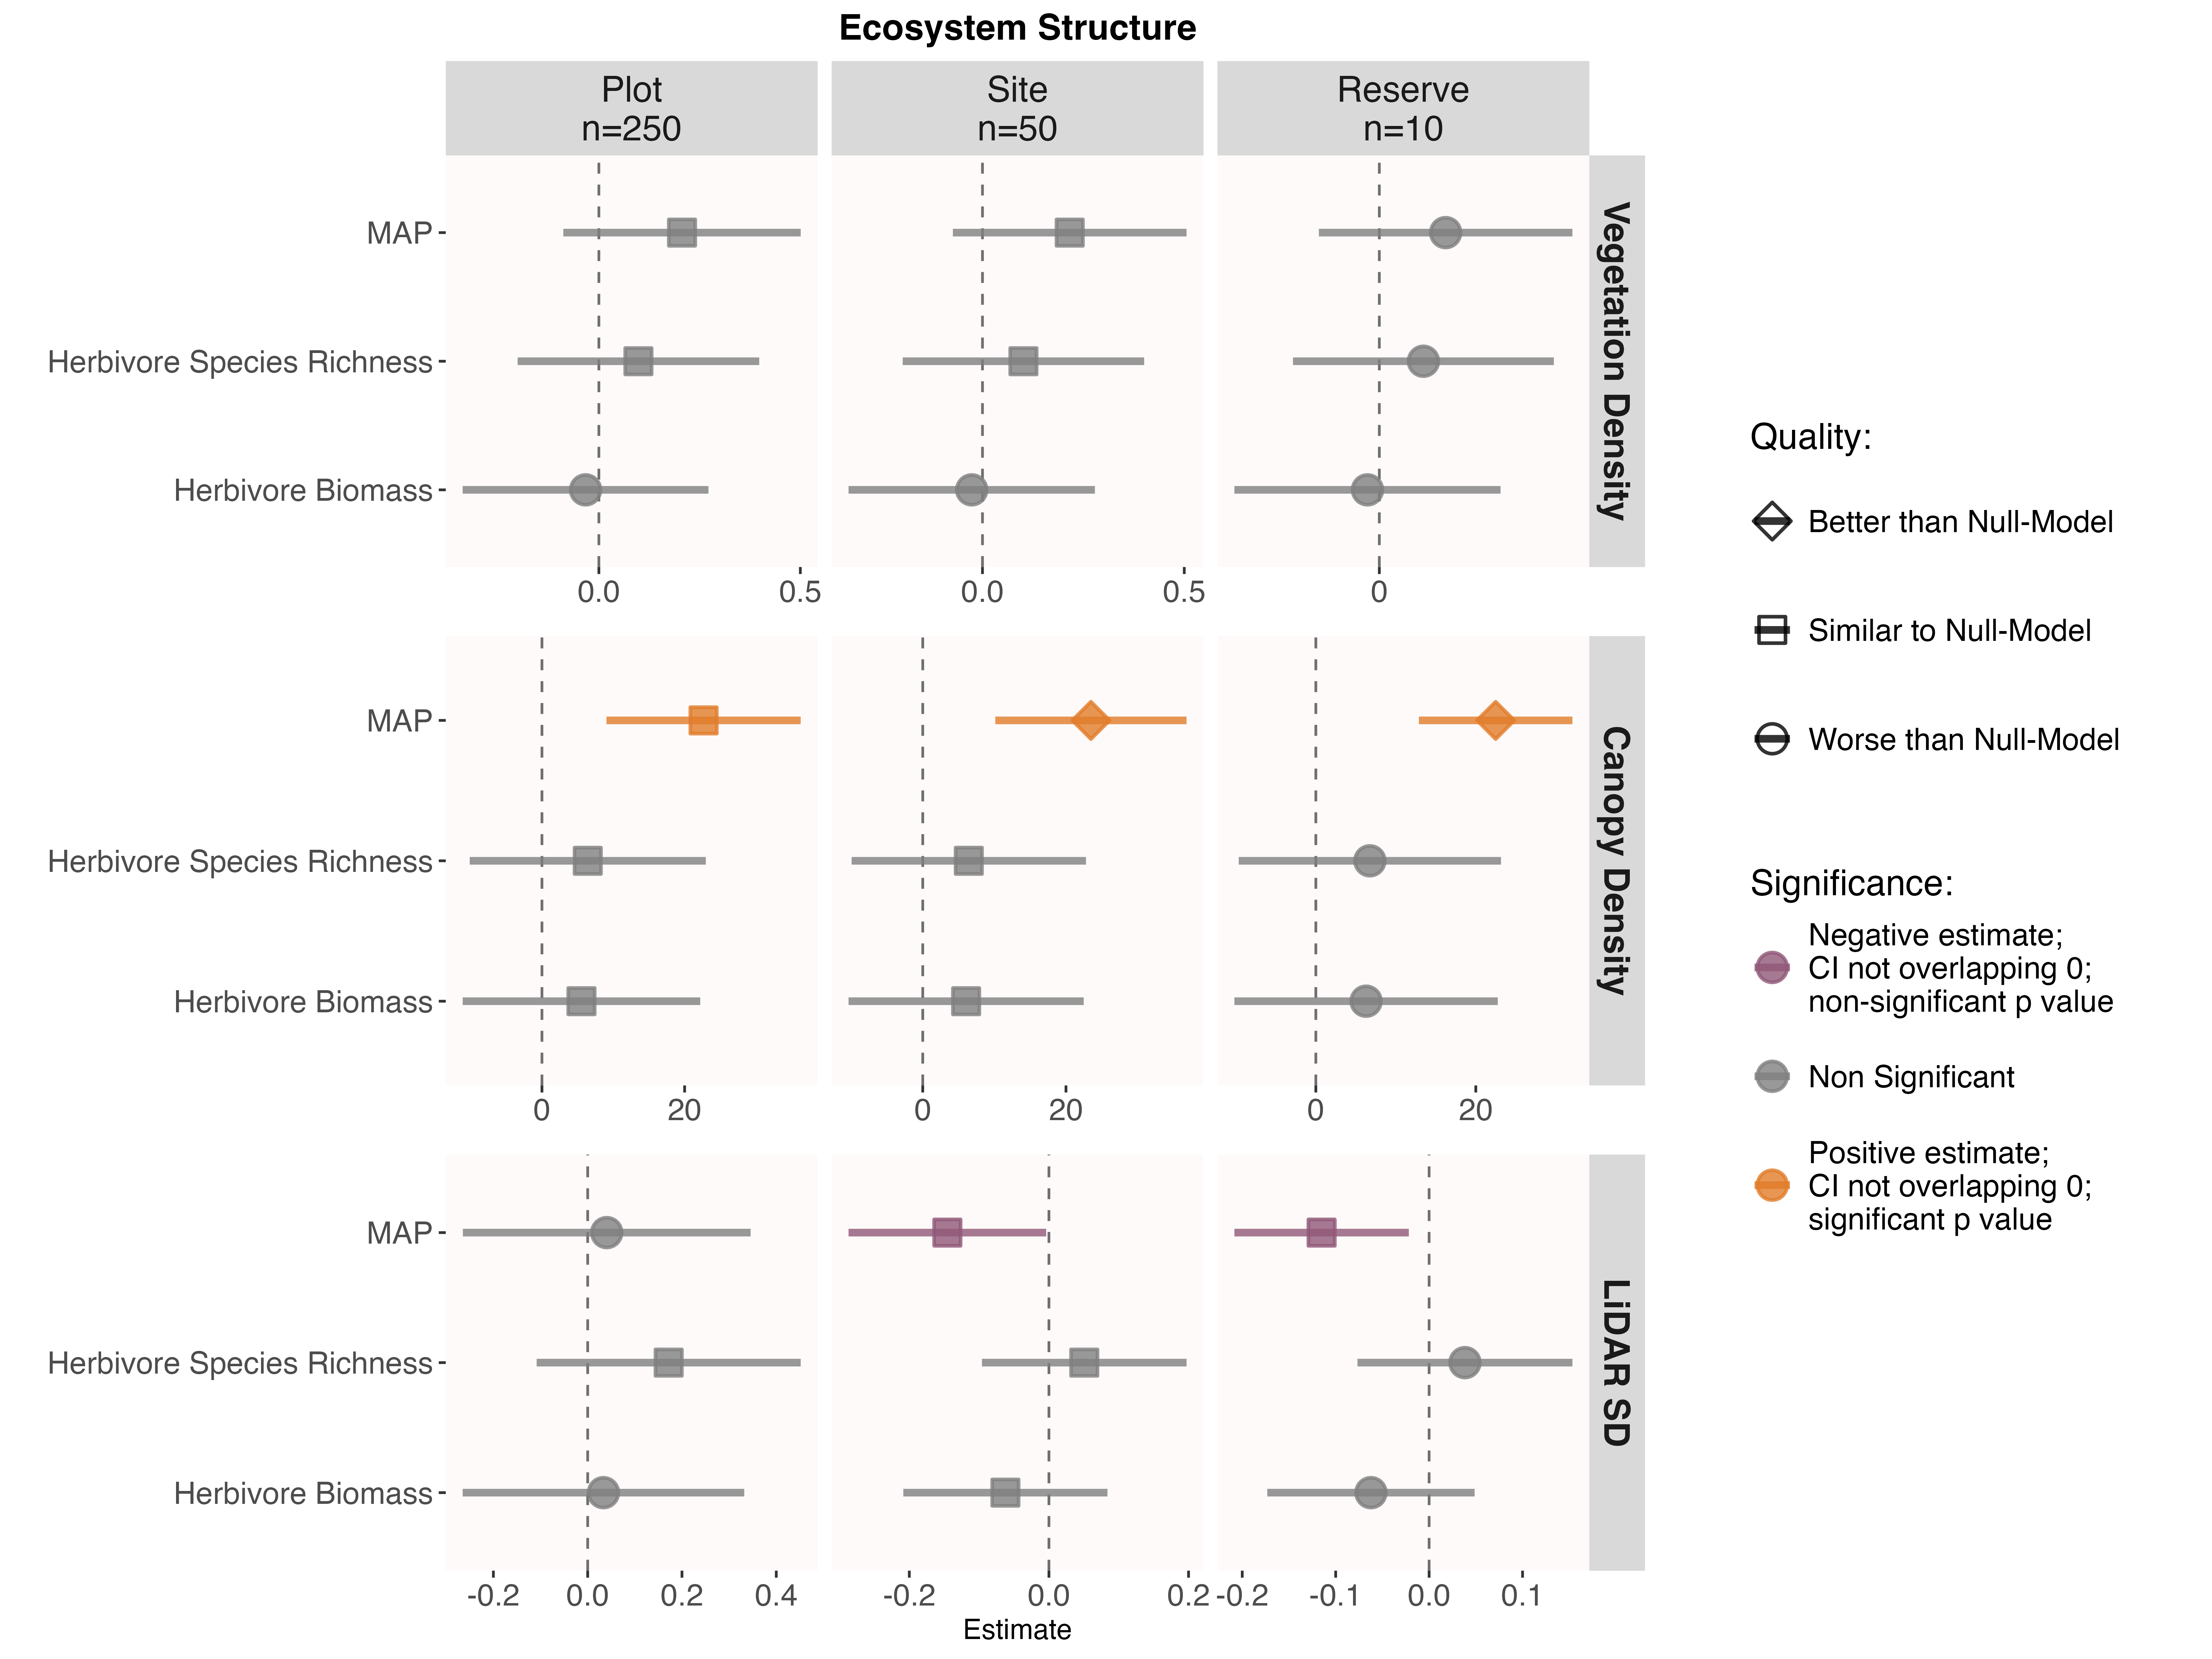 Ecosystem Structure
Plot
n=250
Site
n=50
Reserve
n=10
MAP
Herbivore Species Richness
Herbivore Biomass
0.0
0.5
0.0
0.5
0
Vegetation Density
MAP
Herbivore Species Richness
Herbivore Biomass
0
20
0
20
0
20
Canopy Density
MAP
Herbivore Species Richness
Herbivore Biomass
-0.2
0.0
0.2
0.4
-0.2
0.0
0.2
-0.2
-0.1
0.0
0.1
LiDAR SD
Estimate
Quality:
Better than Null-Model
Similar to Null-Model
Worse than Null-Model
Significance:
Negative estimate;
CI not overlapping 0;
non-significant p value
Non Significant
Positive estimate;
CI not overlapping 0;
significant p value